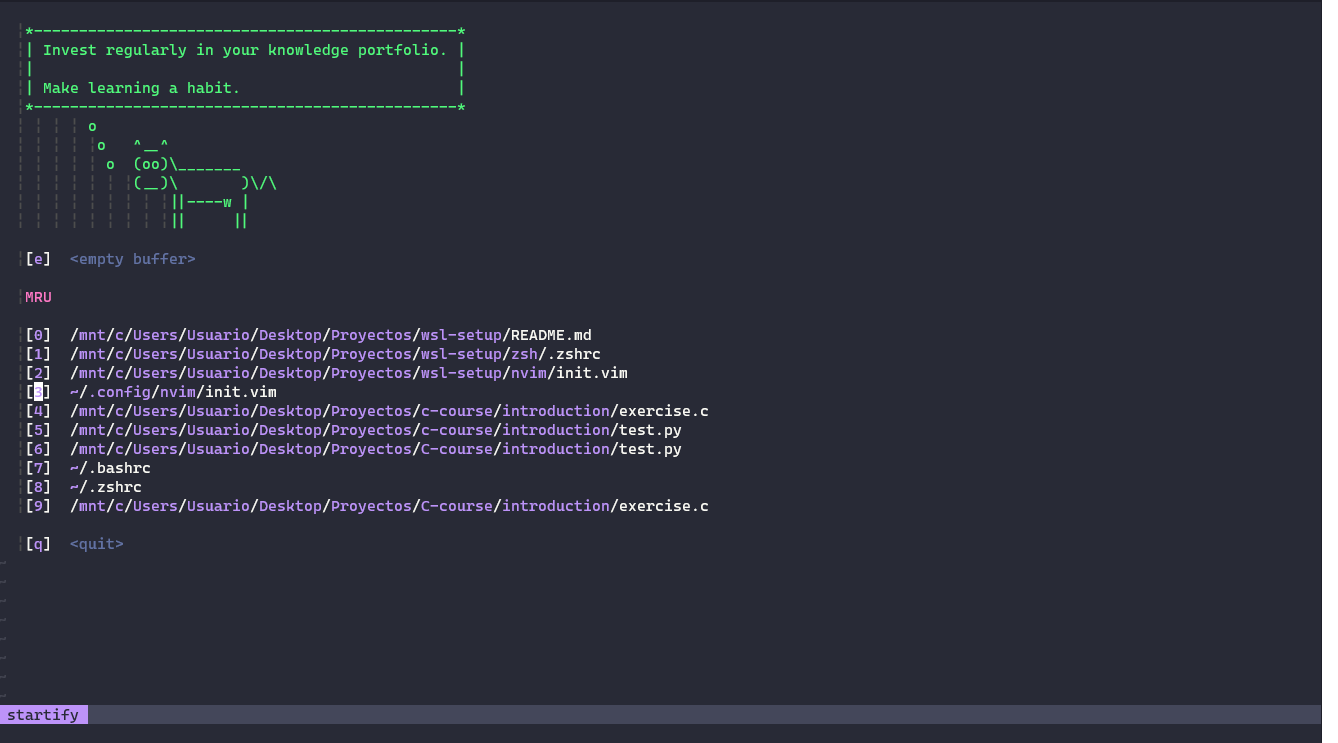 *-----------------------------------------------*
| Invest regularly in your knowledge portfolio. |
|                                               |
| Make learning a habit.                        |
*-----------------------------------------------*
o
o   ^__^
o  (oo)\_______
(__)\       )\/\
||----w |
||     ||
[e]  <empty buffer>
MRU
[0]  /mnt/c/Users/Usuario/Desktop/Proyectos/wsl-setup/README.md
[1]  /mnt/c/Users/Usuario/Desktop/Proyectos/wsl-setup/zsh/.zshrc
[2]  /mnt/c/Users/Usuario/Desktop/Proyectos/wsl-setup/nvim/init.vim
[3]  ~/.config/nvim/init.vim
[4]  /mnt/c/Users/Usuario/Desktop/Proyectos/c-course/introduction/exercise.c
[5]  /mnt/c/Users/Usuario/Desktop/Proyectos/c-course/introduction/test.py
[6]  /mnt/c/Users/Usuario/Desktop/Proyectos/C-course/introduction/test.py
[7]  ~/.bashrc
[8]  ~/.zshrc
[9]  /mnt/c/Users/Usuario/Desktop/Proyectos/C-course/introduction/exercise.c
[q]  <quit>
~
~
~
~
~
~
~
~
startify